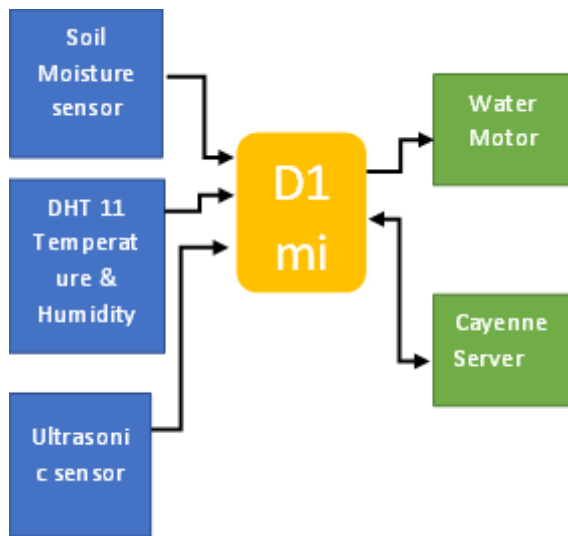 Soil
Moisture
sensor
DHT 11
Temperat
ure &
Humidity
Ultrasoni
c sensor
D1
mi
Water
Motor
Cayenne
Server